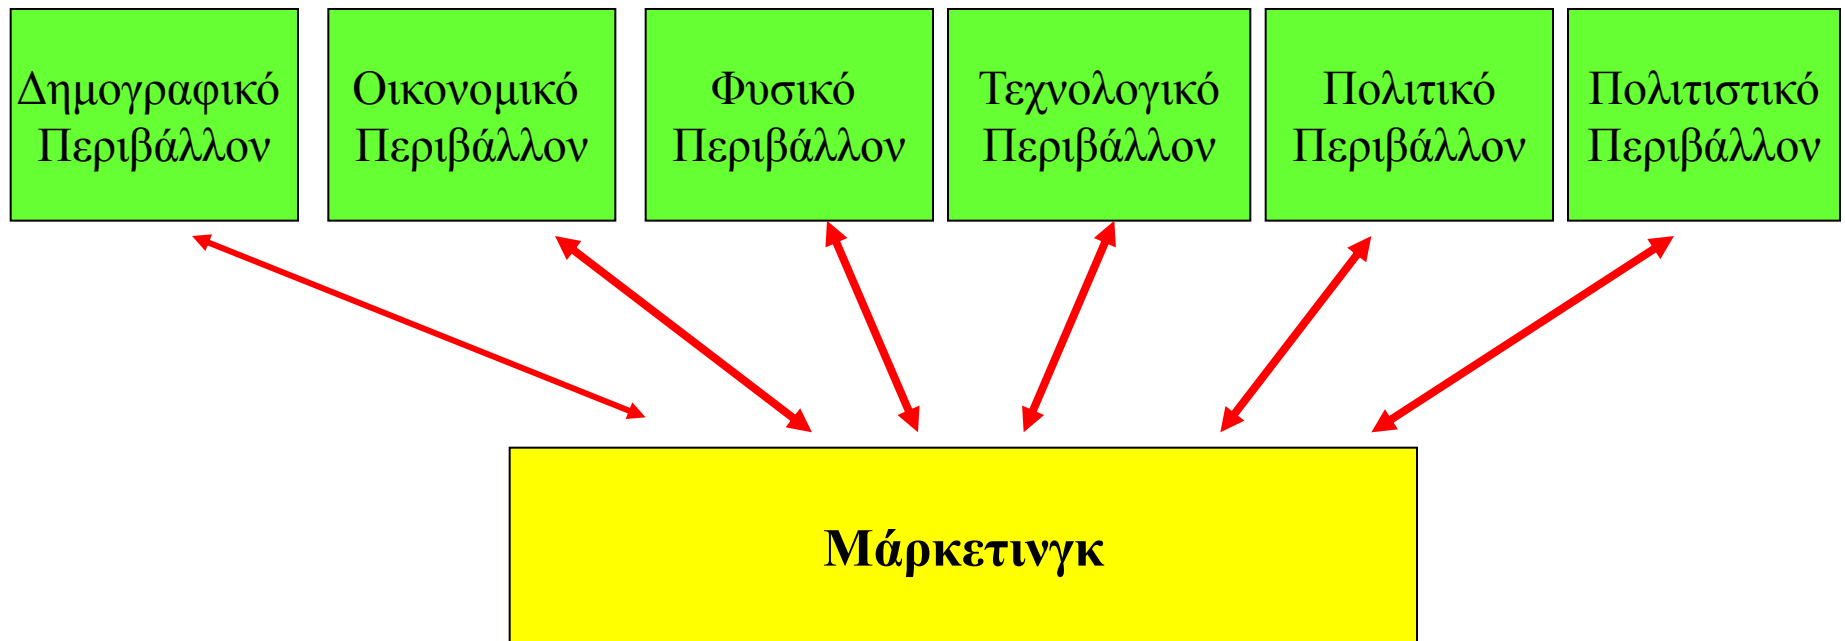 Δημογραφικό
Περιβάλλον
Οικονομικό
Περιβάλλον
Φυσικό
Περιβάλλον
Τεχνολογικό
Περιβάλλον
Πολιτικό
Περιβάλλον
Πολιτιστικό
Περιβάλλον
Μάρκετινγκ